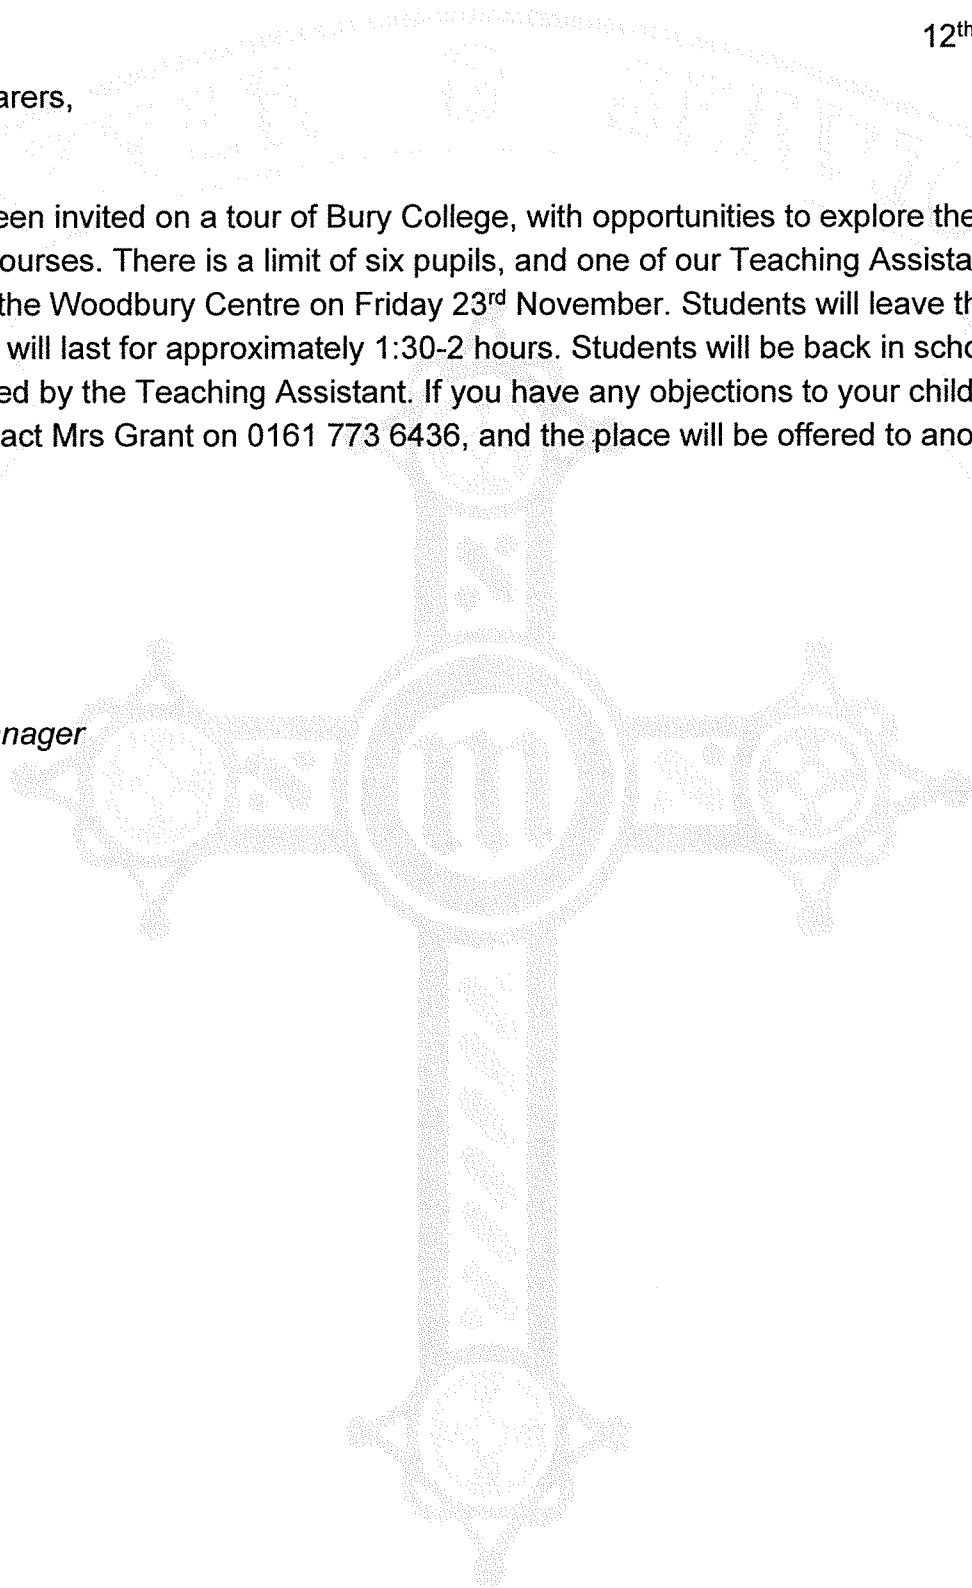 12th
arers,
een invited on a tour of Bury College, with opportunities to explore the
ourses. There is a limit of six pupils, and one of our Teaching Assista
the Woodbury Centre on Friday 23rd November. Students will leave th
will last for approximately 1:30-2 hours. Students will be back in scho
ed by the Teaching Assistant. If you have any objections to your child
act Mrs Grant on 0161 773 6436, and the place will be offered to ano
nager
m